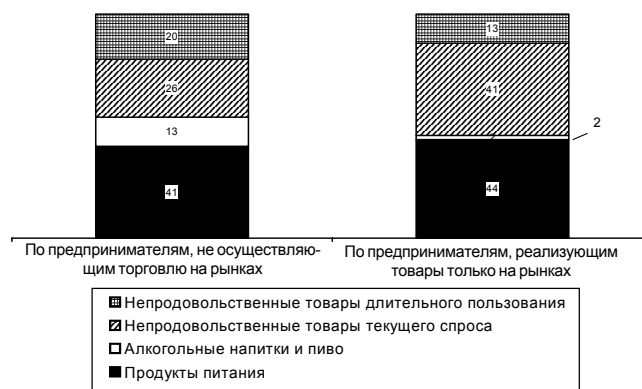 20
26
13
41
13
41
2
44
По предпринимателям, не осуществляю-
щим торговлю на рынках
По предпринимателям, реализующим
товары только на рынках
Непродовольственные товары длительного пользования
Непродовольственные товары текущего спроса
Алкогольные напитки и пиво
Продукты питания